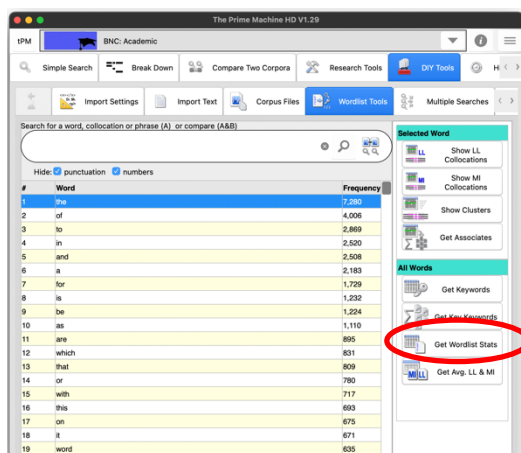 The Prime Machine HD V1.29
tPM BNC: Academic
Simple Search Break Down Compare Two Corpora Research Tools DIY Tools H
Import Settings Import Text Corpus Files Wordlist Tools Multiple Searches
Search for a word, collocation or phrase (A) or compare (A&B)
Hide: punctuation numbers
# Word Frequency
1 the 7,280
2 of 4,006
3 to 2,869
4 in 2,520
5 and 2,508
6 a 2,183
7 for 1,729
8 is 1,232
9 be 1,224
10 as 1,110
11 are 895
12 which 831
13 that 809
14 or 780
15 with 717
16 this 693
17 on 675
18 it 671
19 word 635
Selected Word
LL Show LL
Collocations
MI Show MI
Collocations
Show Clusters
Get Associates
All Words
Get Keywords
Get Key Keywords
Get Wordlist Stats
MI LL Get Avg. LL & MI